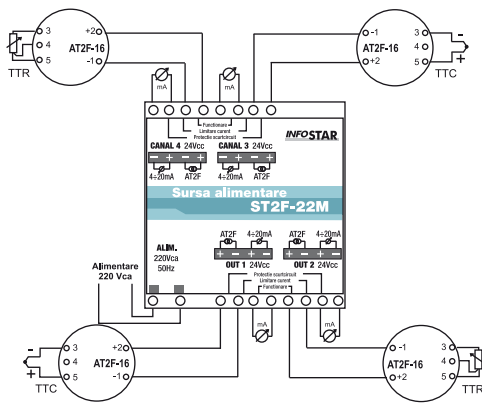 3 +2
4 AT2F-16
5 -1
TTR
-1 3 -
AT2F-16 4
+2 5 +
TTC
mA mA
Functionare
Limitare curent
Protectie scurtcircuit
INFOSTAR
CANAL 4 24Vcc CANAL 3 24Vcc
- + - + - + - +
4÷20mA AT2F 4÷20mA AT2F
Sursa alimentare
ST2F-22M
ALIM.
220Vca
50Hz
AT2F 4÷20mA AT2F 4÷20mA
+ - - + + - - +
OUT 1 24Vcc OUT 2 24Vcc
Protectie scurtcircuit
Limitare curent
Functionare
Alimentare
220 Vca
mA mA
- 3 +2
4 AT2F-16
+ 5 -1
TTC
-1 3
AT2F-16 4
+2 5
TTR